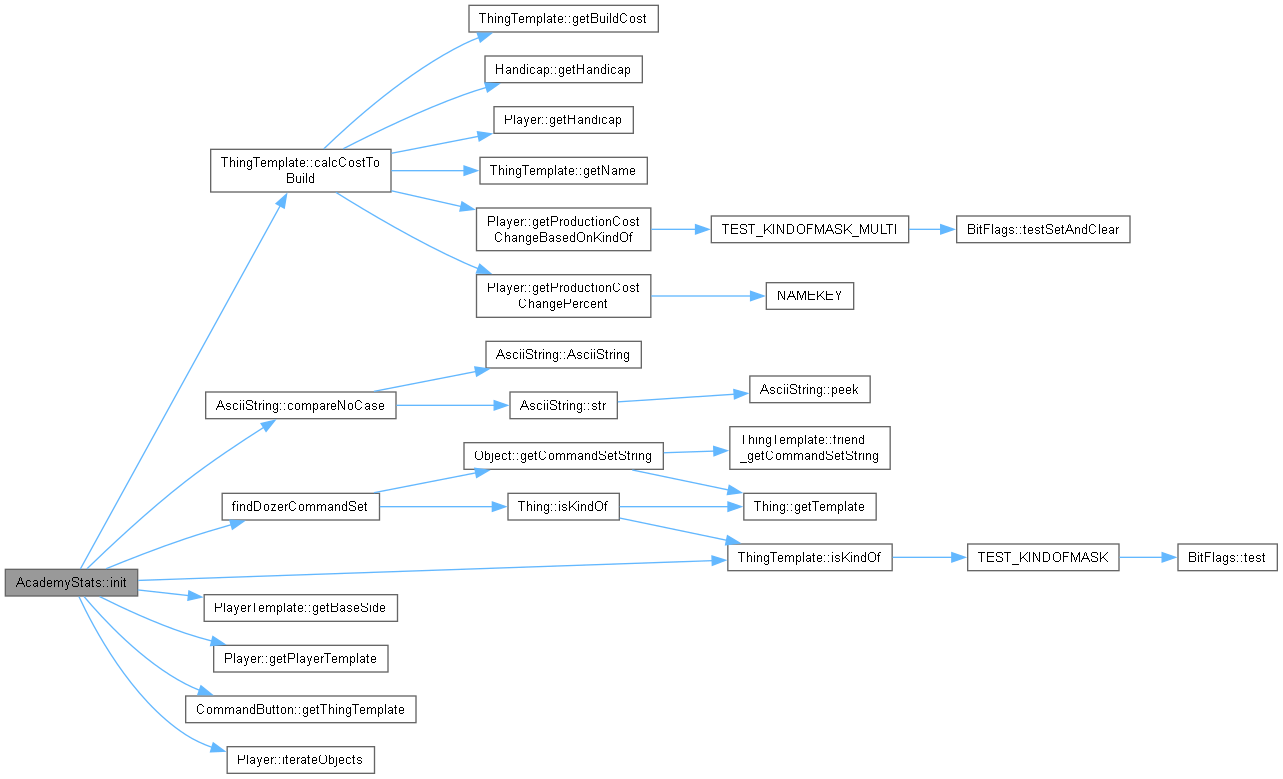 ThingTemplate::getBuildCost
Handicap::getHandicap
Player::getHandicap
ThingTemplate::calcCostTo
Build
ThingTemplate::getName
Player::getProductionCost
ChangeBasedOnKindOf
TEST_KINDOFMASK_MULTI
BitFlags::testSetAndClear
Player::getProductionCost
ChangePercent
NAMEKEY
AsciiString::AsciiString
AsciiString::compareNoCase
AsciiString::str
AsciiString::peek
Object::getCommandSetString
ThingTemplate::friend
_getCommandSetString
findDozerCommandSet
Thing::isKindOf
Thing::getTemplate
AcademyStats::init
ThingTemplate::isKindOf
TEST_KINDOFMASK
BitFlags::test
PlayerTemplate::getBaseSide
Player::getPlayerTemplate
CommandButton::getThingTemplate
Player::iterateObjects